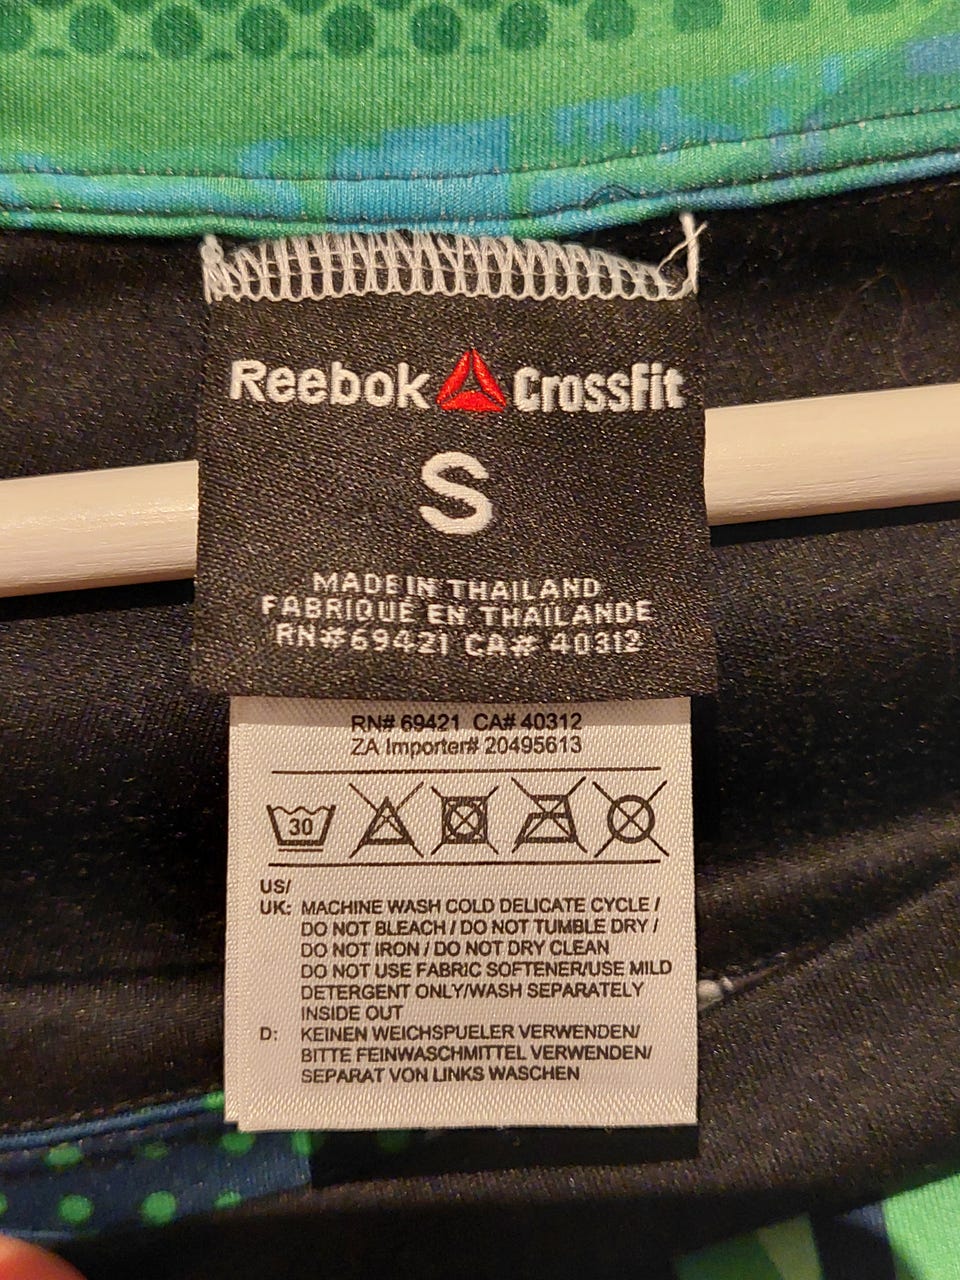 Reebok CrossFit
S
MADE IN THAILAND
FABRIQUÉ EN THAÏLANDE
RN#69421 CA# 40312
RN# 69421 CA# 40312
ZA Importer# 20495613
30
US/
UK: MACHINE WASH COLD DELICATE CYCLE /
DO NOT BLEACH / DO NOT TUMBLE DRY /
DO NOT IRON / DO NOT DRY CLEAN
DO NOT USE FABRIC SOFTENER/USE MILD
DETERGENT ONLY/WASH SEPARATELY
INSIDE OUT
D: KEINEN WEICHSPUELER VERWENDEN/
BITTE FEINWASCHMITTEL VERWENDEN/
SEPARAT VON LINKS WASCHEN